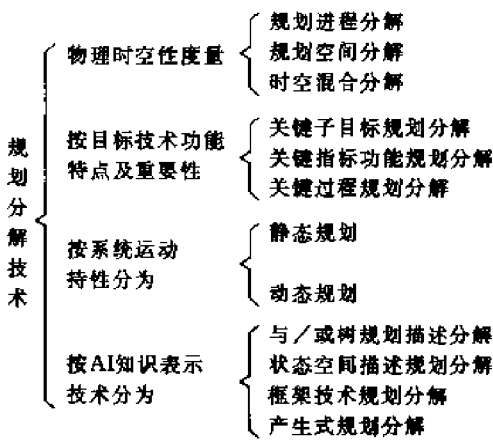 规划分解技术
物理时空性度量
规划进程分解
规划空间分解
时空混合分解
按目标技术功能
特点及重要性
关键子目标规划分解
关键指标功能规划分解
关键过程规划分解
按系统运动
持性分为
静态规划
动态规划
按AI知识表示
技术分为
与／或树规划描述分解
状态空间描述规划分解
框架技术规划分解
产生式规划分解